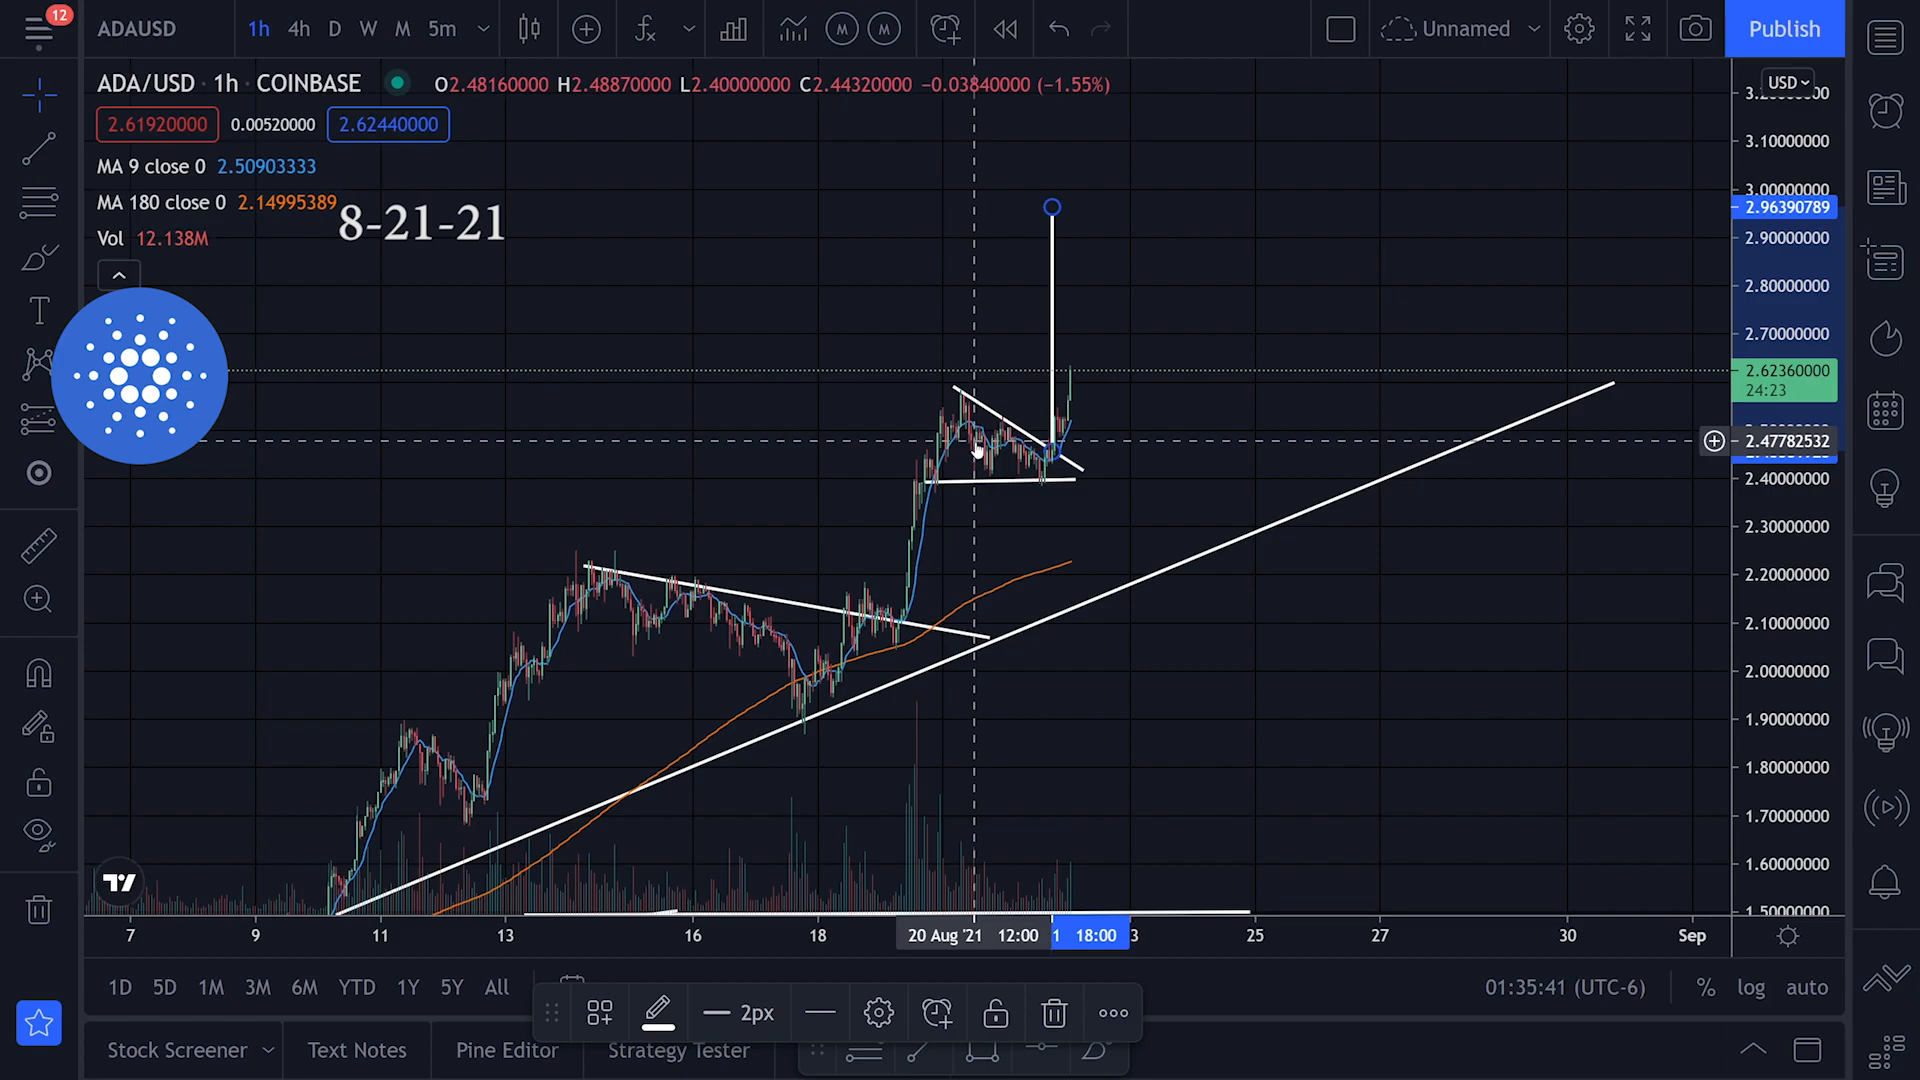 12
ADAUSD
1h 4h D W M 5m
Unnamed
Publish
ADA/USD · 1h · COINBASE
O2.48160000 H2.48870000 L2.40000000 C2.44320000 −0.03840000 (−1.55%)
USD
2.61920000 0.00520000 2.62440000
MA 9 close 0 2.50903333
MA 180 close 0 2.14995389
Vol 12.138M
8-21-21
3.10000000
3.00000000
2.96390789
2.90000000
2.80000000
2.70000000
2.62360000
24:23
2.47782532
2.40000000
2.30000000
2.20000000
2.10000000
2.00000000
1.90000000
1.80000000
1.70000000
1.60000000
1.50000000
7 9 11 13 16 18 20 Aug '21 12:00 1 18:00 3 25 27 30 Sep
1D 5D 1M 3M 6M YTD 1Y 5Y All
01:35:41 (UTC-6) % log auto
2px
Stock Screener Text Notes Pine Editor Strategy Tester